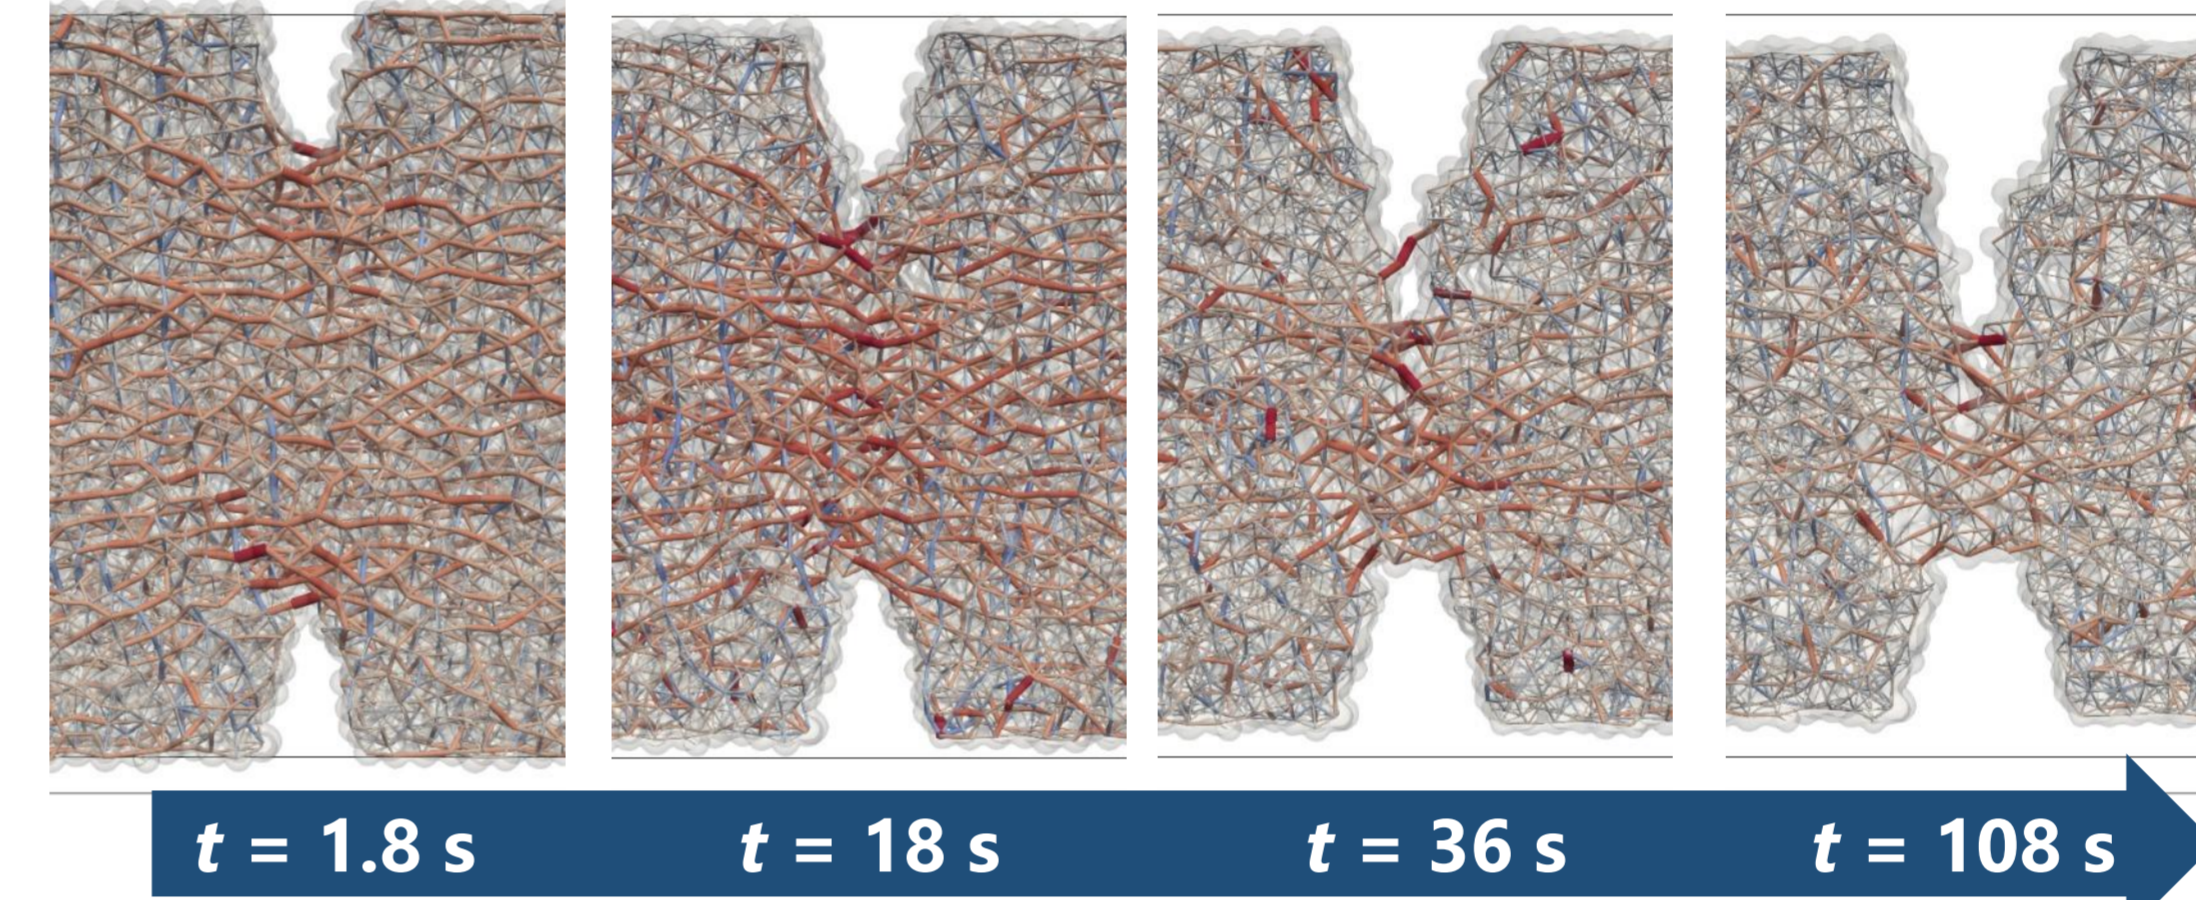 t = 1.8 s t = 18 s t = 36 s t = 108 s